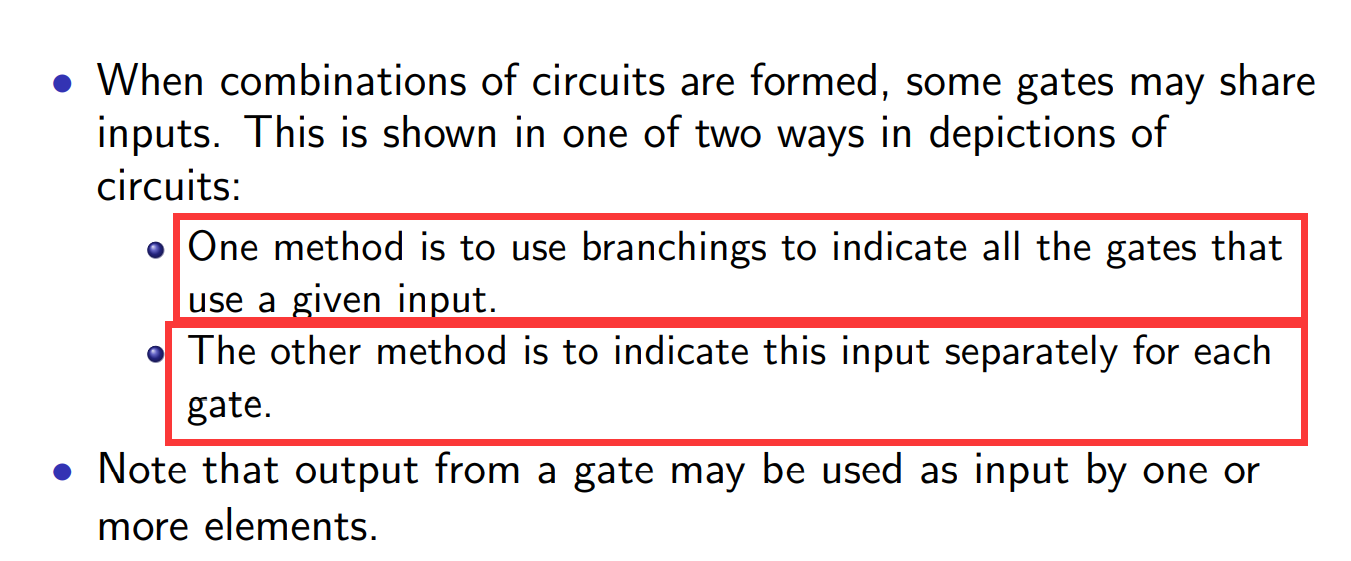 When combinations of circuits are formed, some gates may share
inputs. This is shown in one of two ways in depictions of
circuits:
One method is to use branchings to indicate all the gates that
use a given input.
The other method is to indicate this input separately for each
gate.
Note that output from a gate may be used as input by one or
more elements.